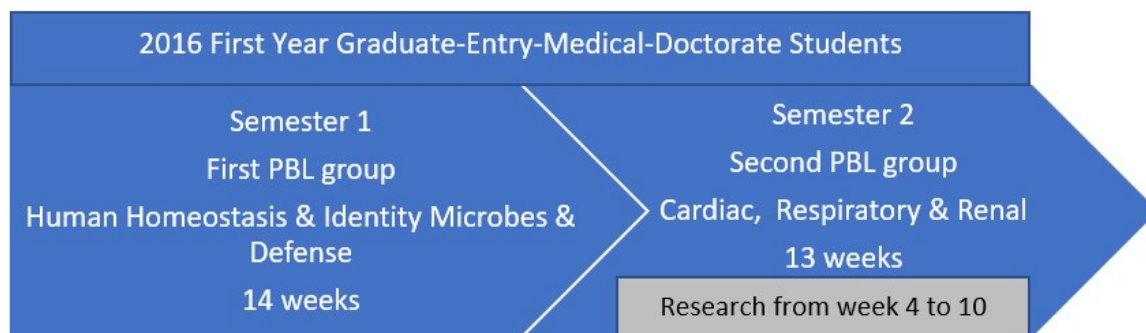 2016 First Year Graduate-Entry-Medical-Doctorate Students
Semester 1
First PBL group
Human Homeostasis & Identity Microbes &
Defense
14 weeks
Semester 2
Second PBL group
Cardiac, Respiratory & Renal
13 weeks
Research from week 4 to 10